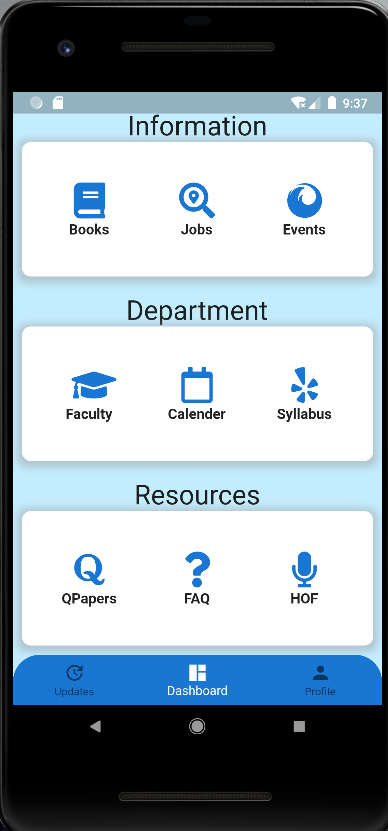 9:37
Information
Books Jobs Events
Department
Faculty Calender Syllabus
Resources
Q
QPapers FAQ HOF
Updates Dashboard Profile